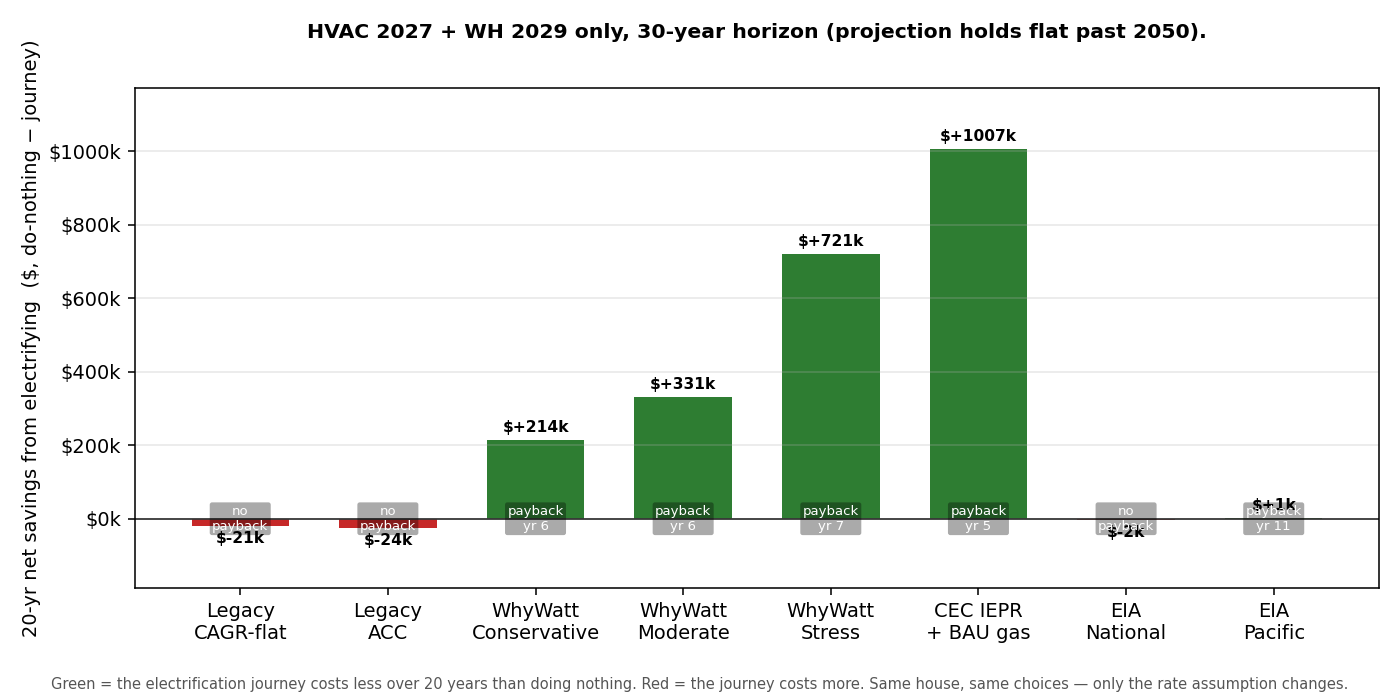 HVAC 2027 + WH 2029 only, 30-year horizon (projection holds flat past 2050).
20-yr net savings from electrifying ($, do-nothing − journey)
$1000k
$800k
$600k
$400k
$200k
$0k
no
payback
$-21k
no
payback
$-24k
$+214k
payback
yr 6
$+331k
payback
yr 6
$+721k
payback
yr 7
$+1007k
payback
yr 5
no
payback
$-2k
$+1k
payback
yr 11
Legacy
CAGR-flat
Legacy
ACC
WhyWatt
Conservative
WhyWatt
Moderate
WhyWatt
Stress
CEC IEPR
+ BAU gas
EIA
National
EIA
Pacific
Green = the electrification journey costs less over 20 years than doing nothing. Red = the journey costs more. Same house, same choices — only the rate assumption changes.